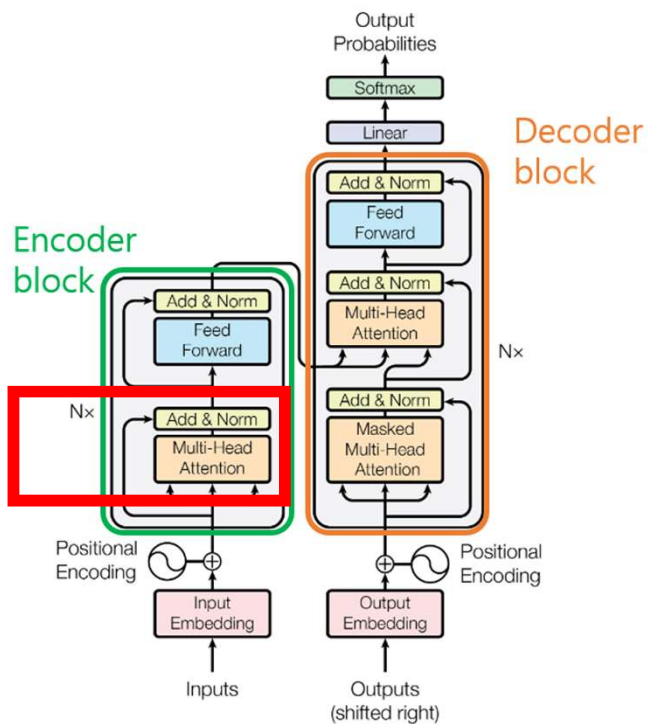 Output
Probabilities
Softmax
Linear
Decoder
block
Add & Norm
Feed
Forward
Add & Norm
Multi-Head
Attention
Nx
Add & Norm
Masked
Multi-Head
Attention
Encoder
block
Add & Norm
Feed
Forward
Nx
Add & Norm
Multi-Head
Attention
Positional
Encoding
Positional
Encoding
Input
Embedding
Output
Embedding
Inputs
Outputs
(shifted right)